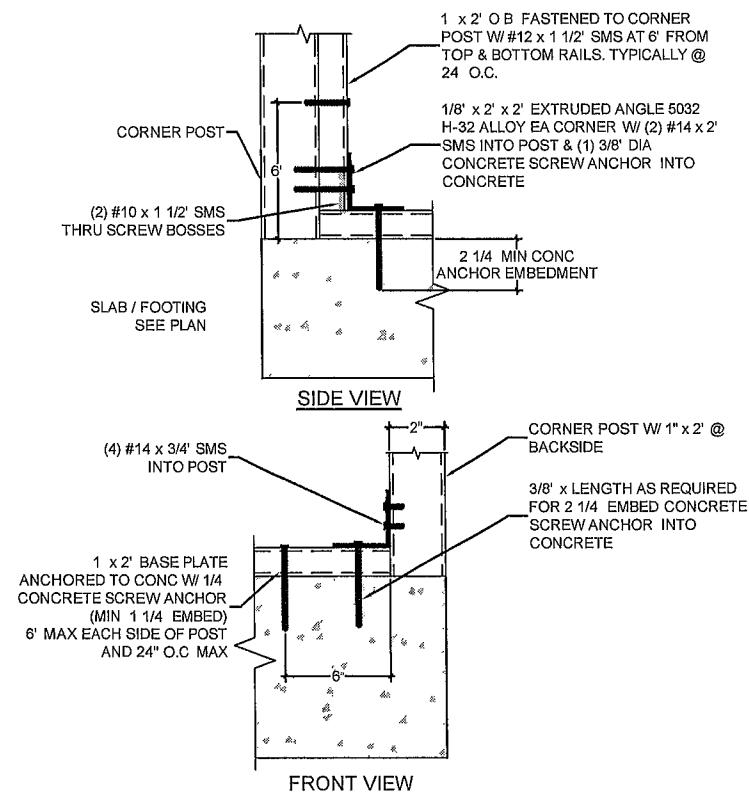 1 x 2' O B FASTENED TO CORNER
POST W/ #12 x 1 1/2' SMS AT 6' FROM
TOP & BOTTOM RAILS. TYPICALLY @
24 O.C.
1/8' x 2' x 2' EXTRUDED ANGLE 5032
H-32 ALLOY EA CORNER W/ (2) #14 x 2'
SMS INTO POST & (1) 3/8' DIA
CONCRETE SCREW ANCHOR INTO
CONCRETE
CORNER POST
6'
(2) #10 x 1 1/2' SMS
THRU SCREW BOSSES
2 1/4 MIN CONC
ANCHOR EMBEDMENT
SLAB / FOOTING
SEE PLAN
SIDE VIEW
2"
CORNER POST W/ 1" x 2' @
BACKSIDE
(4) #14 x 3/4' SMS
INTO POST
3/8' x LENGTH AS REQUIRED
FOR 2 1/4 EMBED CONCRETE
SCREW ANCHOR INTO
CONCRETE
1 x 2' BASE PLATE
ANCHORED TO CONC W/ 1/4
CONCRETE SCREW ANCHOR
(MIN 1 1/4 EMBED)
6' MAX EACH SIDE OF POST
AND 24" O.C MAX
6"
FRONT VIEW